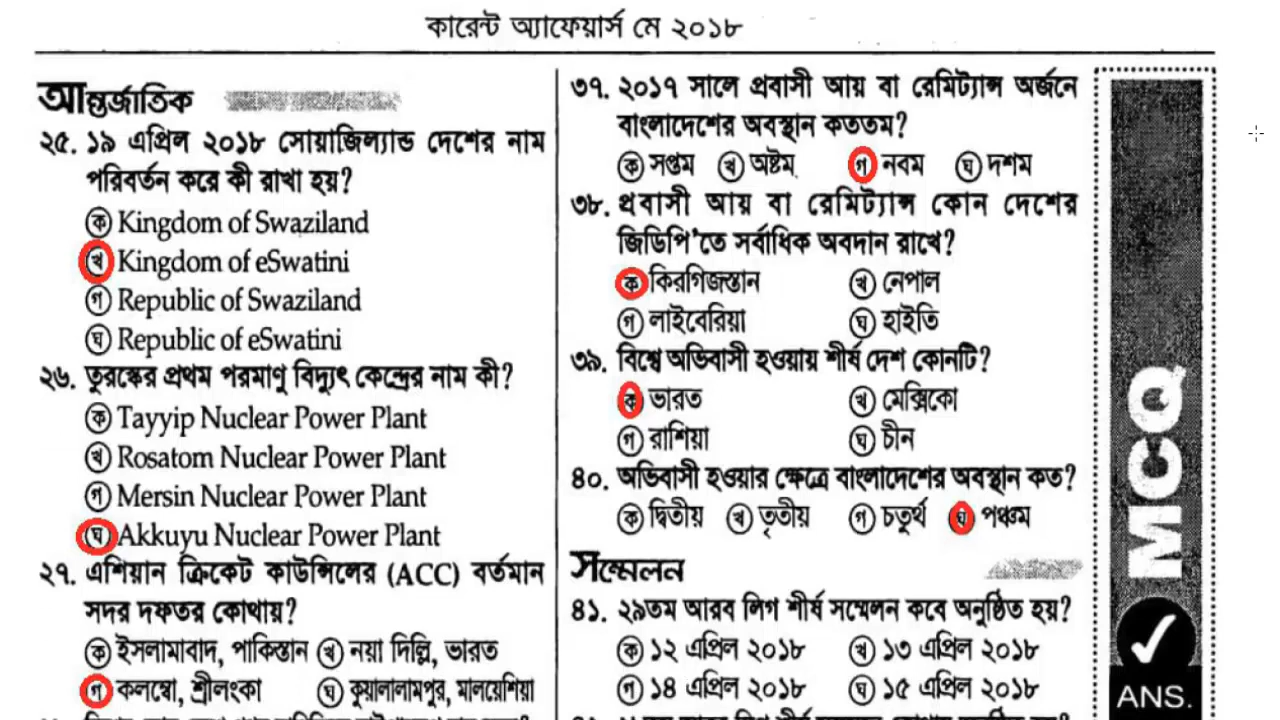 কারেন্ট অ্যাফেয়ার্স মে ২০১৮
আন্তর্জাতিক
২৫. ১৯ এপ্রিল ২০১৮ সোয়াজিল্যান্ড দেশের নাম
পরিবর্তন করে কী রাখা হয়?
ক Kingdom of Swaziland
খ Kingdom of eSwatini
গ Republic of Swaziland
ঘ Republic of eSwatini
২৬. তুরস্কের প্রথম পরমাণু বিদ্যুৎ কেন্দ্রের নাম কী?
ক Tayyip Nuclear Power Plant
খ Rosatom Nuclear Power Plant
গ Mersin Nuclear Power Plant
ঘ Akkuyu Nuclear Power Plant
২৭. এশিয়ান ক্রিকেট কাউন্সিলের (ACC) বর্তমান
সদর দফতর কোথায়?
ক ইসলামাবাদ, পাকিস্তান খ নয়া দিল্লি, ভারত
গ কলম্বো, শ্রীলংকা ঘ কুয়ালালামপুর, মালয়েশিয়া
৩৭. ২০১৭ সালে প্রবাসী আয় বা রেমিট্যান্স অর্জনে
বাংলাদেশের অবস্থান কততম?
ক সপ্তম খ অষ্টম গ নবম ঘ দশম
৩৮. প্রবাসী আয় বা রেমিট্যান্স কোন দেশের
জিডিপি'তে সর্বাধিক অবদান রাখে?
ক কিরগিজস্তান খ নেপাল
গ লাইবেরিয়া ঘ হাইতি
৩৯. বিশ্বে অভিবাসী হওয়ায় শীর্ষ দেশ কোনটি?
ক ভারত খ মেক্সিকো
গ রাশিয়া ঘ চীন
৪০. অভিবাসী হওয়ার ক্ষেত্রে বাংলাদেশের অবস্থান কত?
ক দ্বিতীয় খ তৃতীয় গ চতুর্থ ঘ পঞ্চম
সম্মেলন
৪১. ২৯তম আরব লিগ শীর্ষ সম্মেলন কবে অনুষ্ঠিত হয়?
ক ১২ এপ্রিল ২০১৮ খ ১৩ এপ্রিল ২০১৮
গ ১৪ এপ্রিল ২০১৮ ঘ ১৫ এপ্রিল ২০১৮
MCQ
ANS.